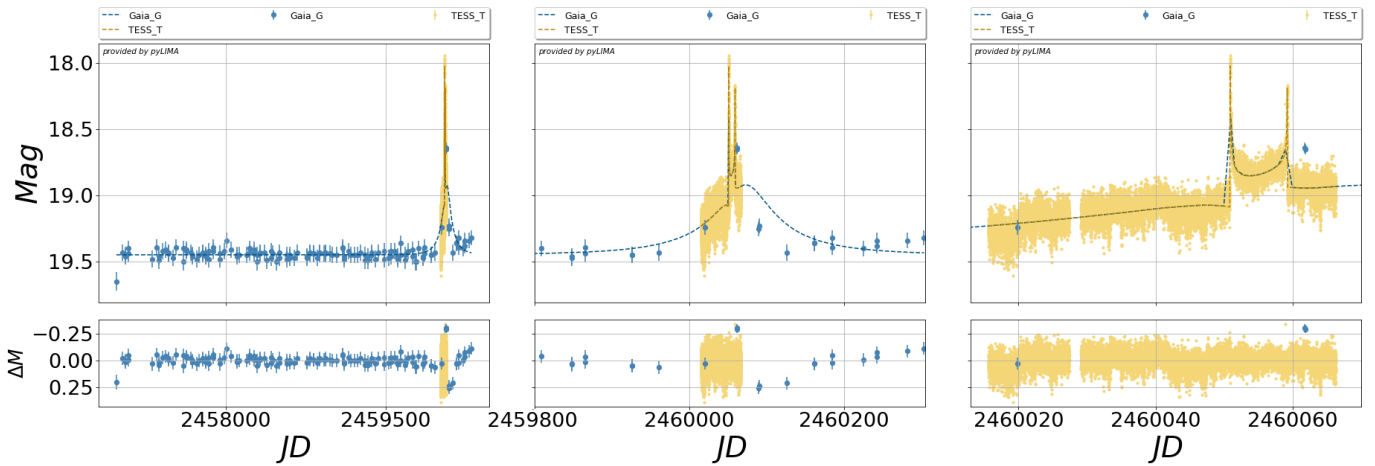 Gaia_G Gaia_G TESS_T
TESS_T
Gaia_G Gaia_G TESS_T
TESS_T
Gaia_G Gaia_G TESS_T
TESS_T
provided by pyLIMA
provided by pyLIMA
provided by pyLIMA
Mag
18.0
18.5
19.0
19.5
ΔM
−0.25
0.00
0.25
2458000 2459500
2459800 2460000 2460200
2460020 2460040 2460060
JD
JD
JD